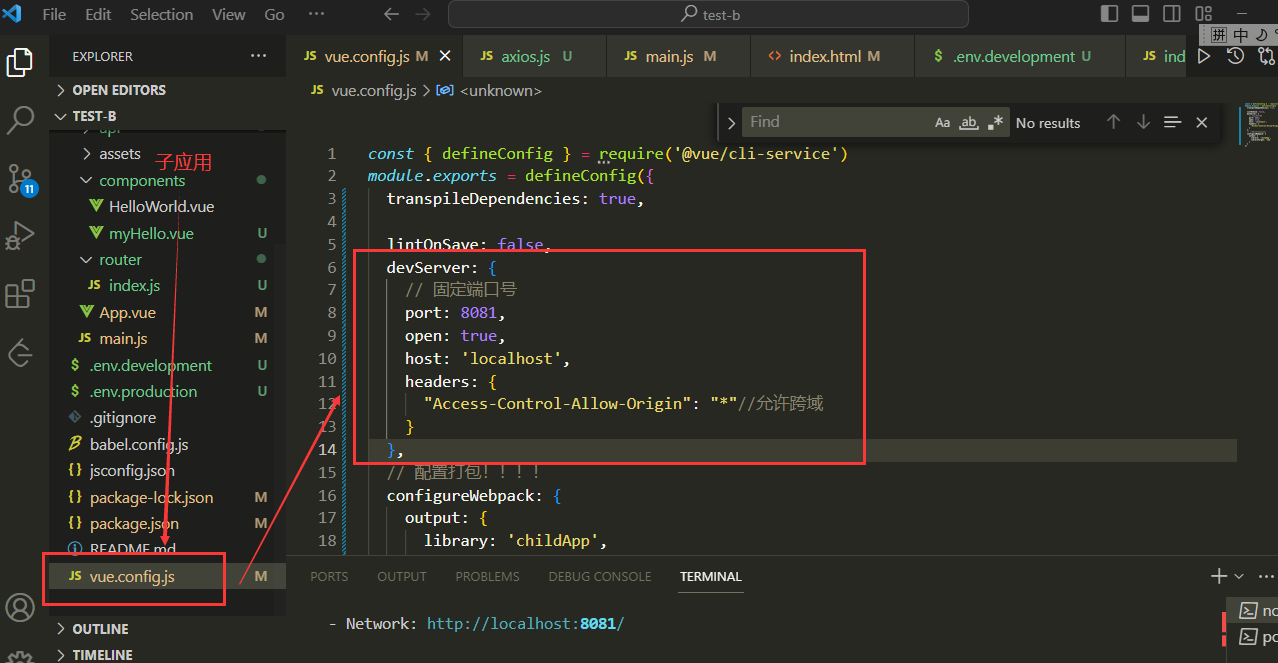 File Edit Selection View Go ··· test-b
拼 中
EXPLORER ···
JS vue.config.js M JS axios.js U JS main.js M <> index.html M $ .env.development U JS ind
OPEN EDITORS
JS vue.config.js > <unknown>
TEST-B
Find Aa ab .* No results
api
assets
子应用
components
HelloWorld.vue
myHello.vue U
router
JS index.js U
App.vue M
JS main.js M
$ .env.development U
$ .env.production U
.gitignore
babel.config.js
{} jsconfig.json
{} package-lock.json M
{} package.json M
README.md
JS vue.config.js M
OUTLINE
TIMELINE
11
1 const { defineConfig } = require('@vue/cli-service')
2 module.exports = defineConfig({
3 transpileDependencies: true,
4
5 lintOnSave: false,
6 devServer: {
7 // 固定端口号
8 port: 8081,
9 open: true,
10 host: 'localhost',
11 headers: {
12 "Access-Control-Allow-Origin": "*"//允许跨域
13 }
14 },
15 // 配置打包！！！！
16 configureWebpack: {
17 output: {
18 library: 'childApp',
PORTS OUTPUT PROBLEMS DEBUG CONSOLE TERMINAL
- Network: http://localhost:8081/
no
po